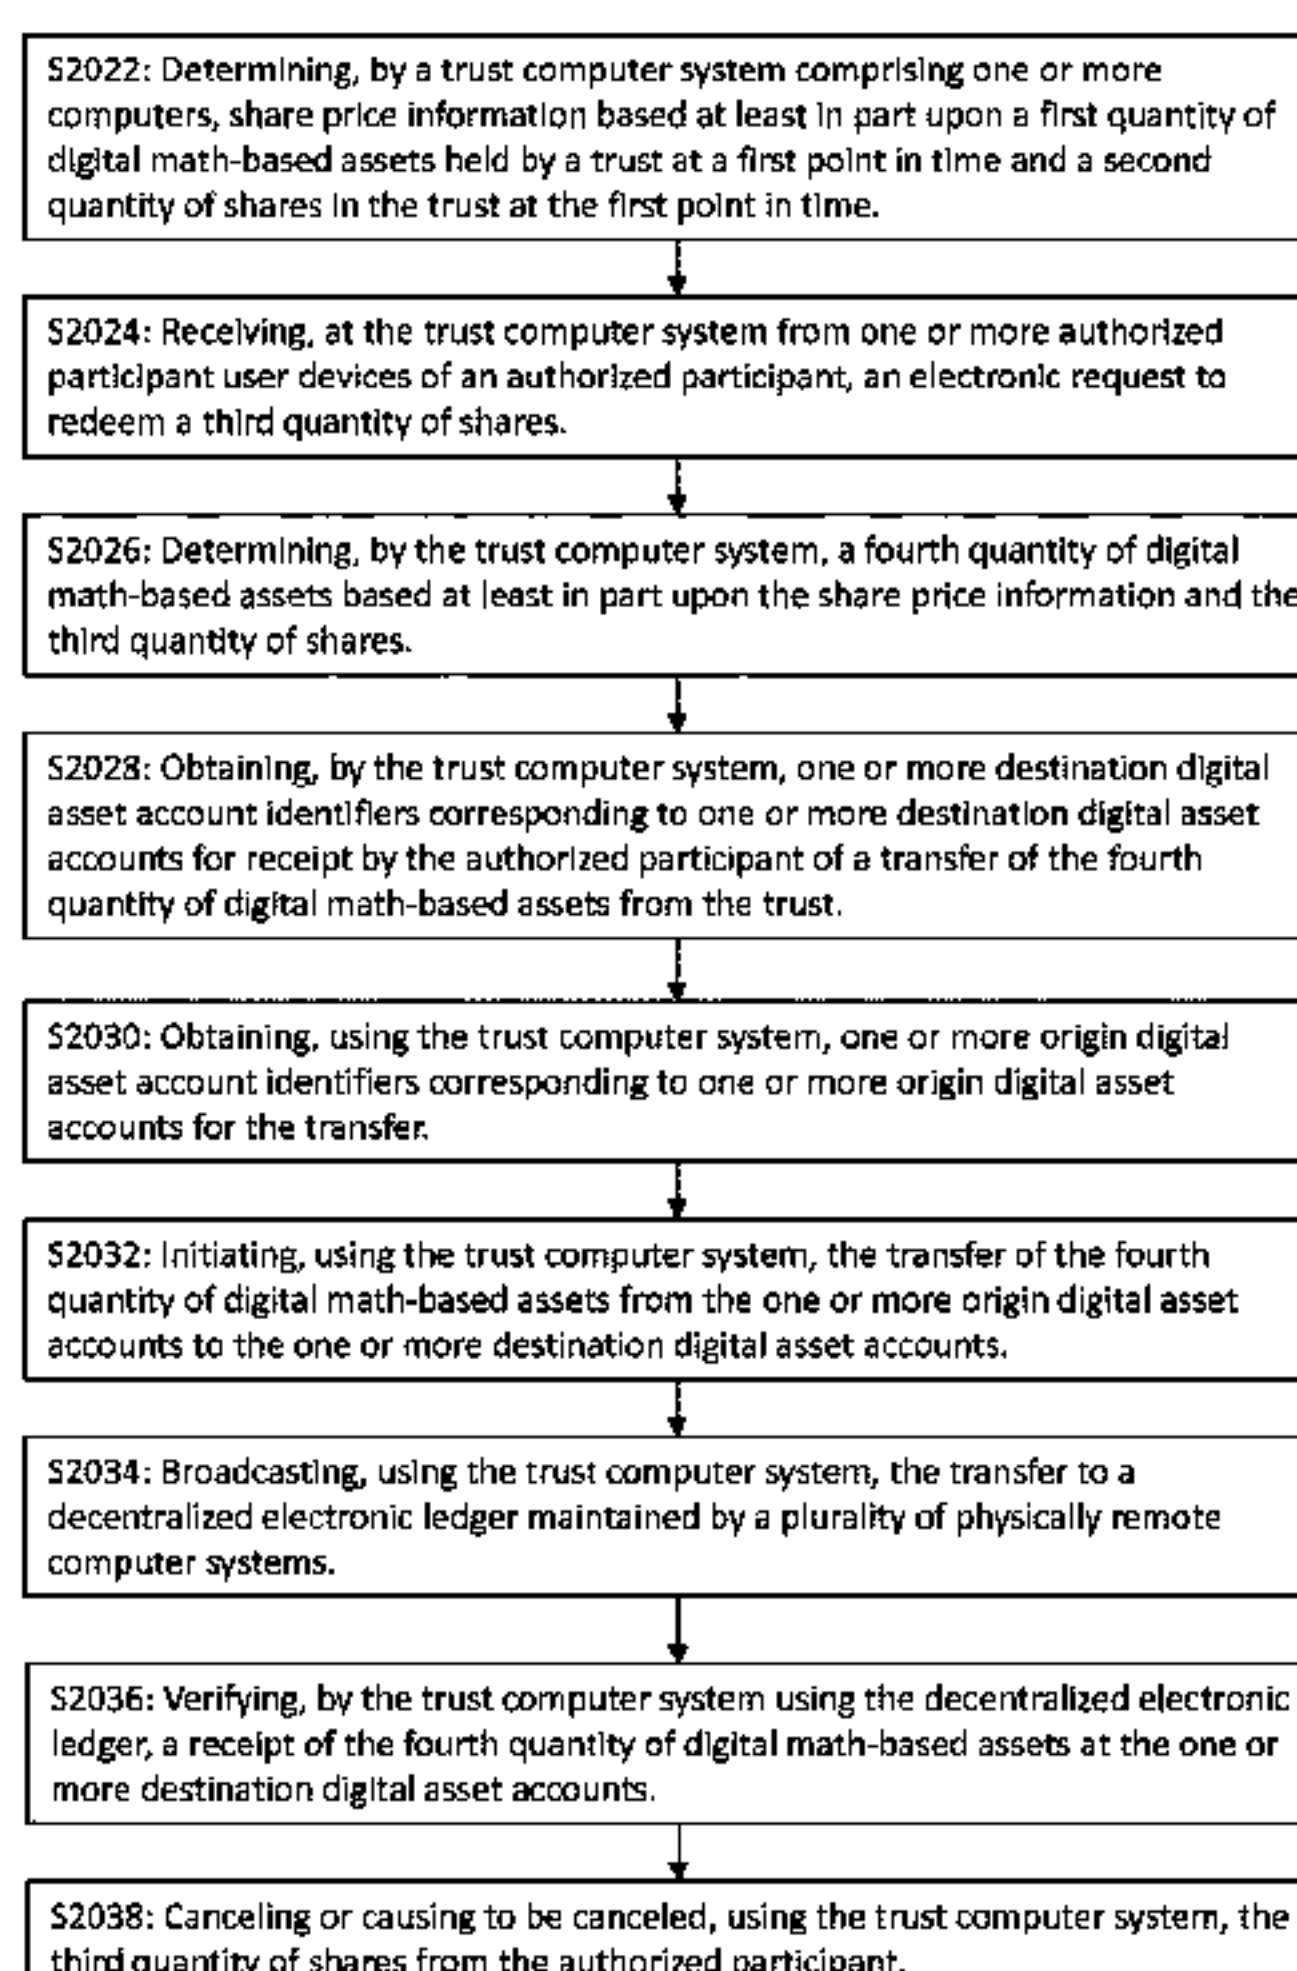 S2022: Determining, by a trust computer system comprising one or more
computers, share price information based at least in part upon a first quantity of
digital math-based assets held by a trust at a first point in time and a second
quantity of shares in the trust at the first point in time.
S2024: Receiving, at the trust computer system from one or more authorized
participant user devices of an authorized participant, an electronic request to
redeem a third quantity of shares.
S2026: Determining, by the trust computer system, a fourth quantity of digital
math-based assets based at least in part upon the share price information and the
third quantity of shares.
S2028: Obtaining, by the trust computer system, one or more destination digital
asset account identifiers corresponding to one or more destination digital asset
accounts for receipt by the authorized participant of a transfer of the fourth
quantity of digital math-based assets from the trust.
S2030: Obtaining, using the trust computer system, one or more origin digital
asset account identifiers corresponding to one or more origin digital asset
accounts for the transfer.
S2032: Initiating, using the trust computer system, the transfer of the fourth
quantity of digital math-based assets from the one or more origin digital asset
accounts to the one or more destination digital asset accounts.
S2034: Broadcasting, using the trust computer system, the transfer to a
decentralized electronic ledger maintained by a plurality of physically remote
computer systems.
S2036: Verifying, by the trust computer system using the decentralized electronic
ledger, a receipt of the fourth quantity of digital math-based assets at the one or
more destination digital asset accounts.
S2038: Canceling or causing to be canceled, using the trust computer system, the
third quantity of shares from the authorized participant.